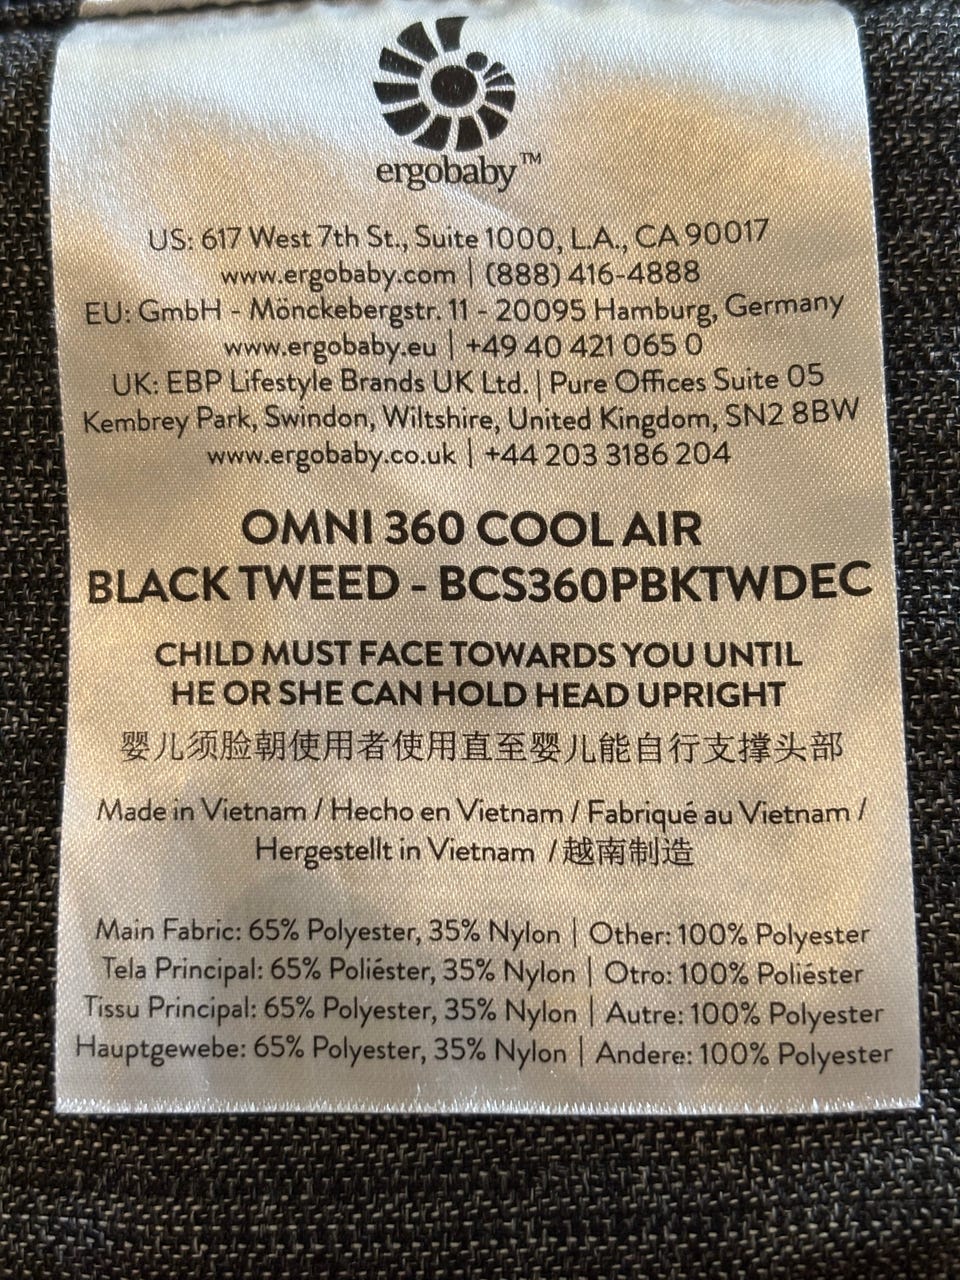 ergobaby™
US: 617 West 7th St., Suite 1000, L.A., CA 90017
www.ergobaby.com | (888) 416-4888
EU: GmbH - Mönckebergstr. 11 - 20095 Hamburg, Germany
www.ergobaby.eu | +49 40 421 065 0
UK: EBP Lifestyle Brands UK Ltd. | Pure Offices Suite 05
Kembrey Park, Swindon, Wiltshire, United Kingdom, SN2 8BW
www.ergobaby.co.uk | +44 203 3186 204
OMNI 360 COOL AIR
BLACK TWEED - BCS360PBKTWDEC
CHILD MUST FACE TOWARDS YOU UNTIL
HE OR SHE CAN HOLD HEAD UPRIGHT
婴儿须脸朝使用者使用直至婴儿能自行支撑头部
Made in Vietnam / Hecho en Vietnam / Fabriqué au Vietnam /
Hergestellt in Vietnam / 越南制造
Main Fabric: 65% Polyester, 35% Nylon | Other: 100% Polyester
Tela Principal: 65% Poliéster, 35% Nylon | Otro: 100% Poliéster
Tissu Principal: 65% Polyester, 35% Nylon | Autre: 100% Polyester
Hauptgewebe: 65% Polyester, 35% Nylon | Andere: 100% Polyester